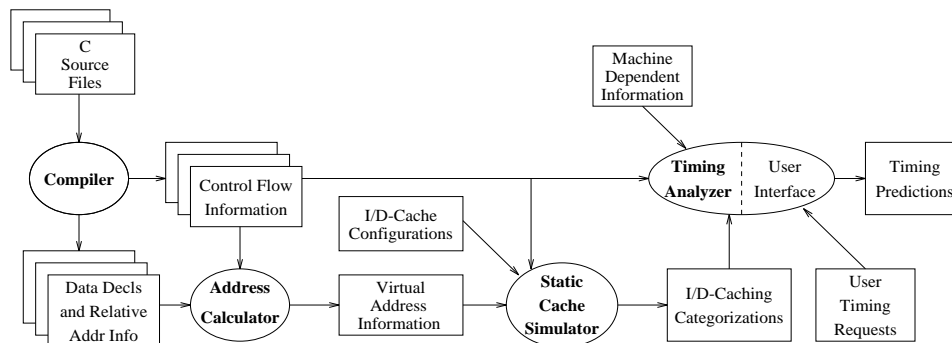 C
Source
Files
Machine
Dependent
Information
Compiler
Control Flow
Information
Timing
Analyzer
User
Interface
Timing
Predictions
I/D-Cache
Configurations
Data Decls
and Relative
Addr Info
Address
Calculator
Virtual
Address
Information
Static
Cache
Simulator
I/D-Caching
Categorizations
User
Timing
Requests